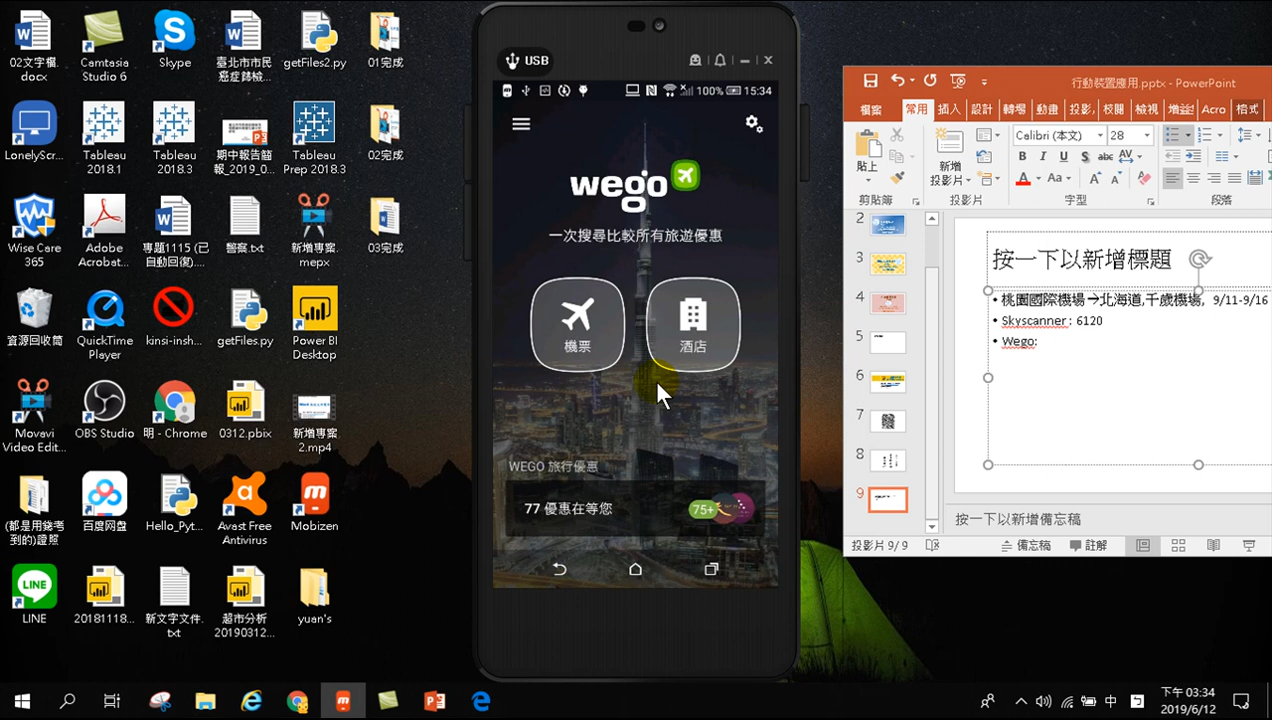 02文字檔.docx
Camtasia Studio 6
Skype
臺北市市民癌症篩檢...
getFiles2.py
01完成
LonelyScr...
Tableau 2018.1
Tableau 2018.3
期中報告簡報_2019_0...
Tableau Prep 2018.3
02完成
Wise Care 365
Adobe Acrobat...
專題1115 (已自動回復)....
警察.txt
新增專案.mepx
03完成
資源回收筒
QuickTime Player
kinsi-insh...
getFiles.py
Power BI Desktop
Movavi Video Edit...
OBS Studio
明 - Chrome
0312.pbix
新增專案 2.mp4
(都是用幾考到的)證照
百度网盘
Hello_Pyt...
Avast Free Antivirus
Mobizen
LINE
20181118...
新文字文件.txt
超市分析 20190312...
yuan's
USB
100%
15:34
wego
一次搜尋比較所有旅遊優惠
機票
酒店
WEGO 旅行優惠
77 優惠在等您
75+
行動裝置應用.pptx - PowerPoint
檔案
常用
插入
設計
轉場
動畫
投影
校閱
檢視
增益
Acro
格式
貼上
新增投影片
Calibri (本文)
28
B I U S abc AV
A Aa A A
剪貼簿
投影片
字型
段落
2
3
4
5
6
7
8
9
按一下以新增標題
• 桃園國際機場→北海道,千歲機場, 9/11-9/16
• Skyscanner : 6120
• Wego:
按一下以新增備忘稿
投影片 9/9
備忘稿
註解
中
下午 03:34
2019/6/12